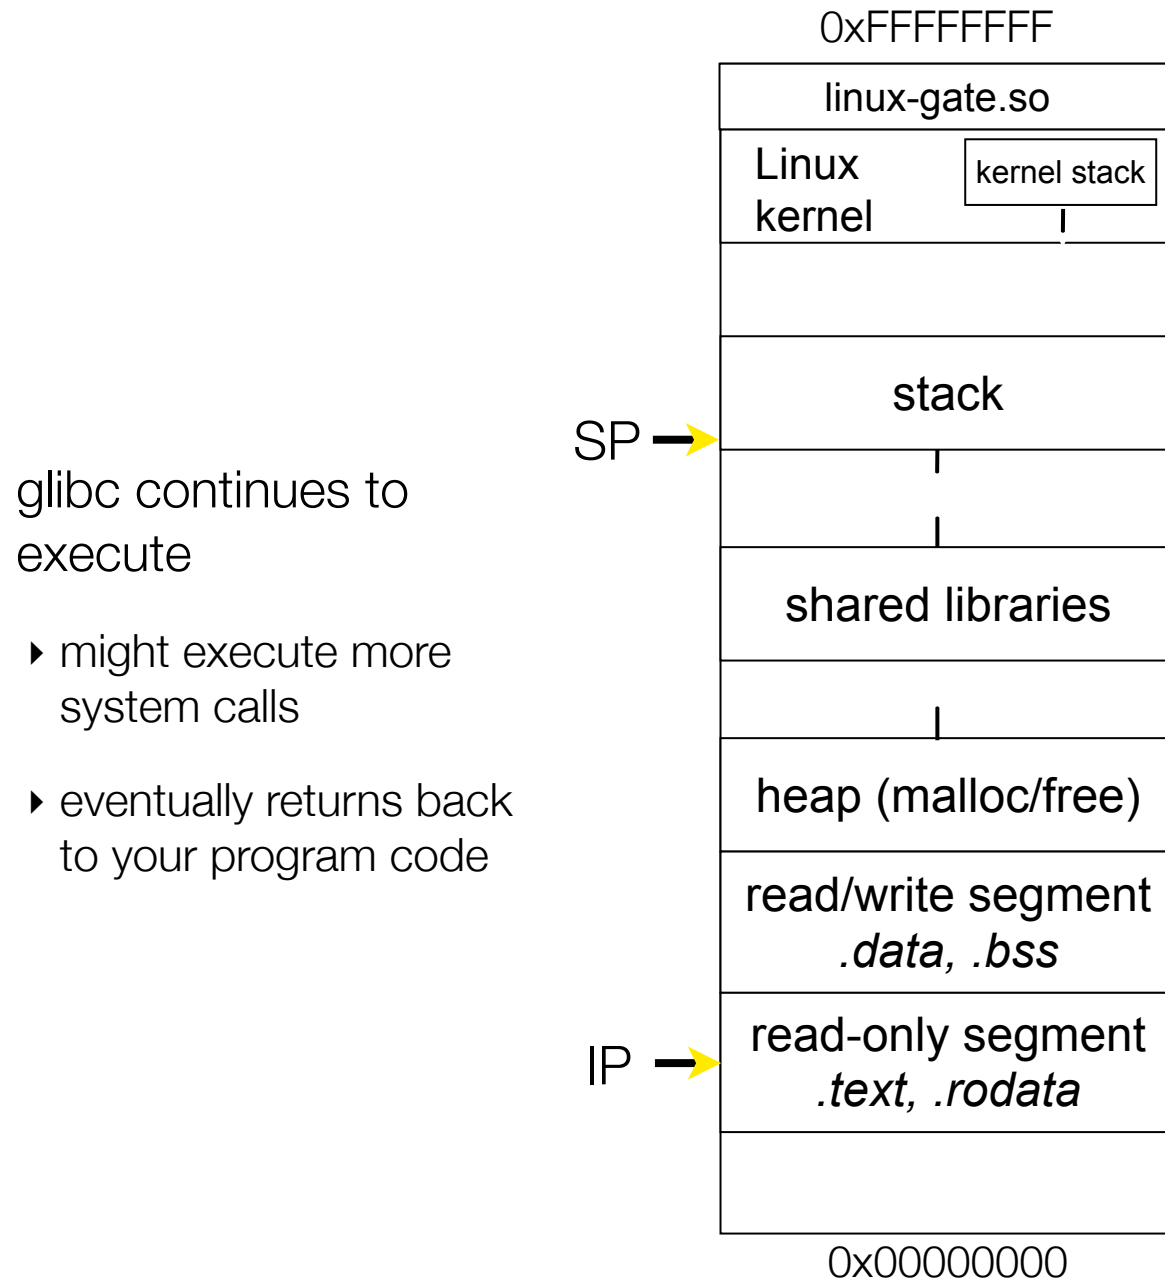 0xFFFFFFFF
linux-gate.so
Linux
kernel
kernel stack
stack
SP
glibc continues to
execute
shared libraries
▸ might execute more
system calls
▸ eventually returns back
to your program code
heap (malloc/free)
read/write segment
.data, .bss
IP
read-only segment
.text, .rodata
0x00000000